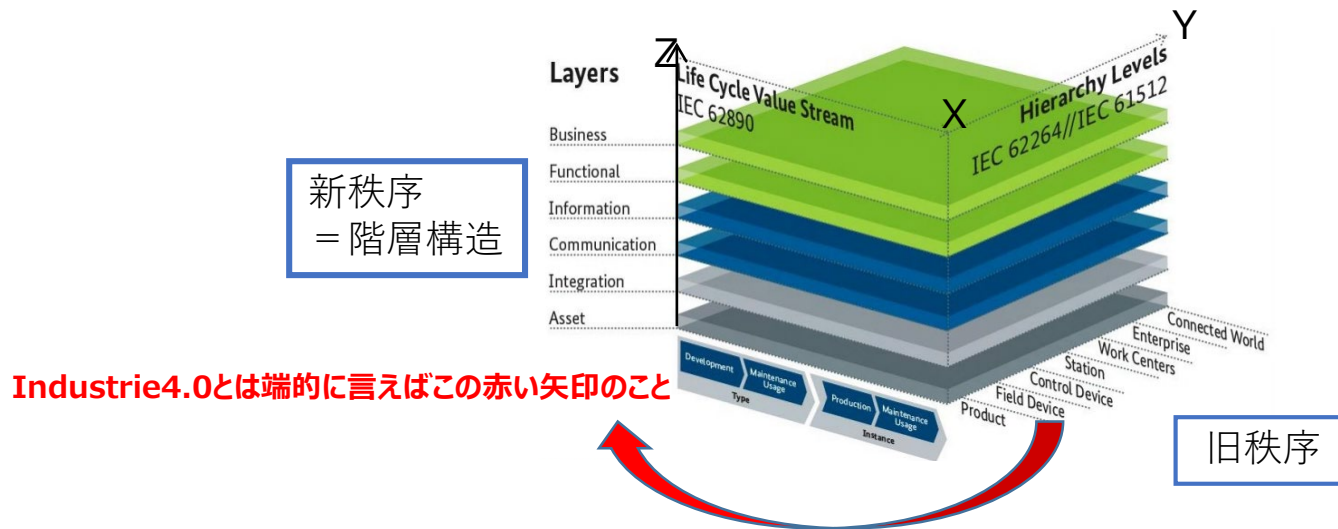 Z
Y
X
Layers
Life Cycle Value Stream
IEC 62890
Hierarchy Levels
IEC 62264//IEC 61512
Business
Functional
Information
Communication
Integration
Asset
新秩序
=階層構造
Industrie4.0とは端的に言えばこの赤い矢印のこと
Development
Maintenance
Usage
Type
Production
Maintenance
Usage
Instance
Connected World
Enterprise
Work Centers
Station
Control Device
Field Device
Product
旧秩序